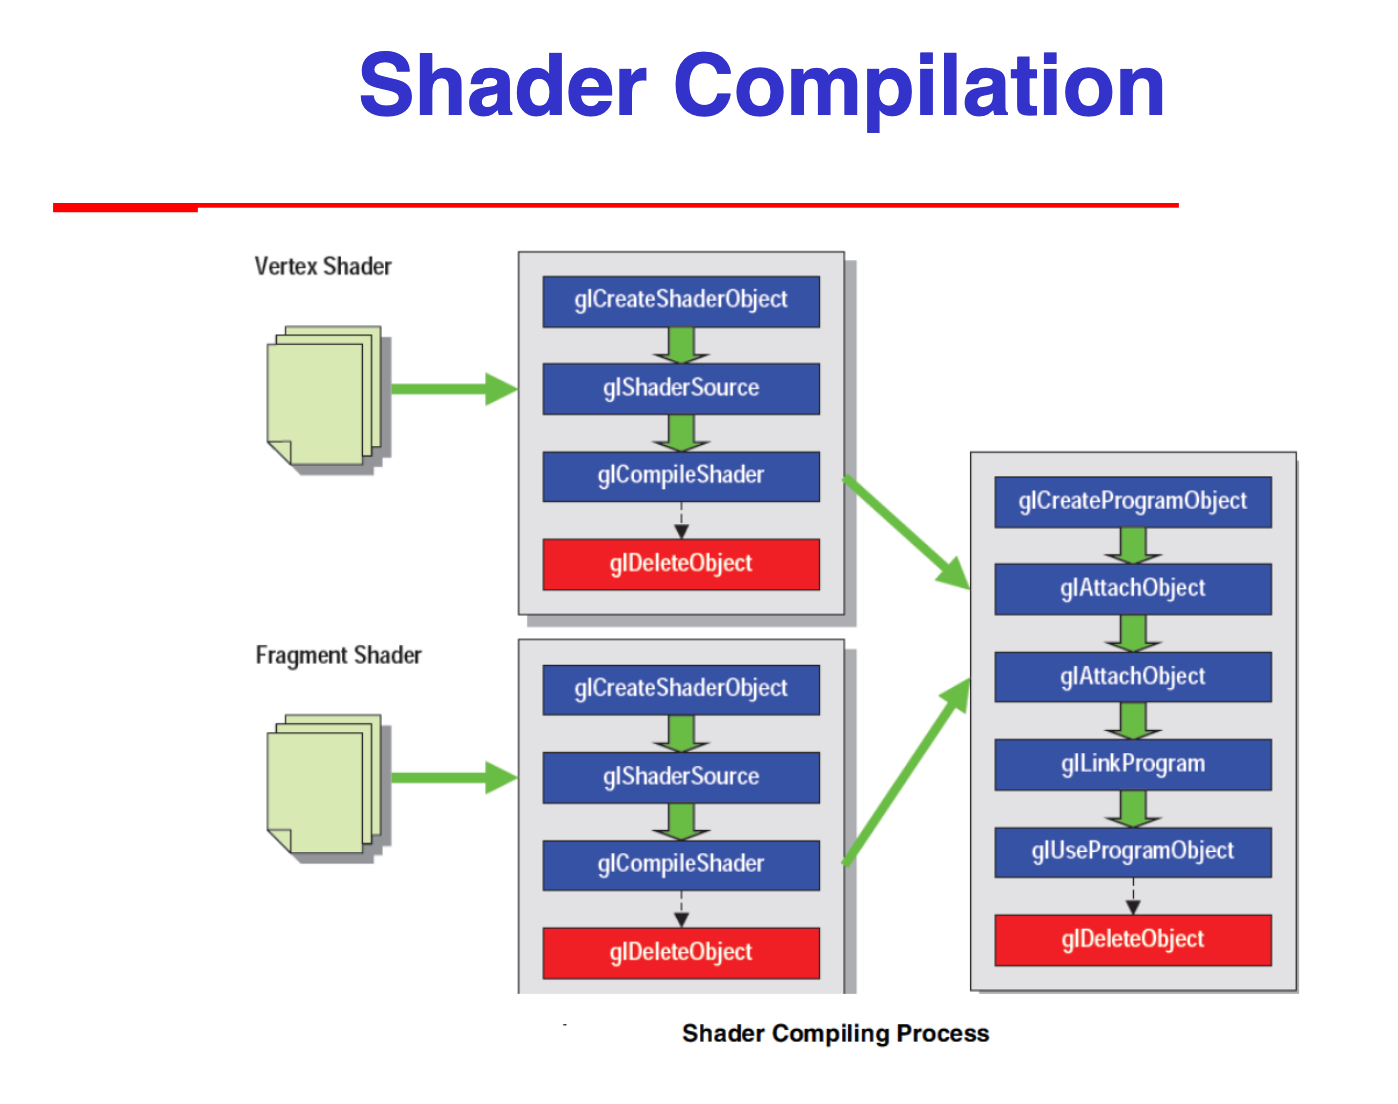 Shader Compilation
Vertex Shader
glCreateShaderObject
glShaderSource
glCompileShader
glDeleteObject
Fragment Shader
glCreateShaderObject
glShaderSource
glCompileShader
glDeleteObject
glCreateProgramObject
glAttachObject
glAttachObject
glLinkProgram
glUseProgramObject
glDeleteObject
Shader Compiling Process